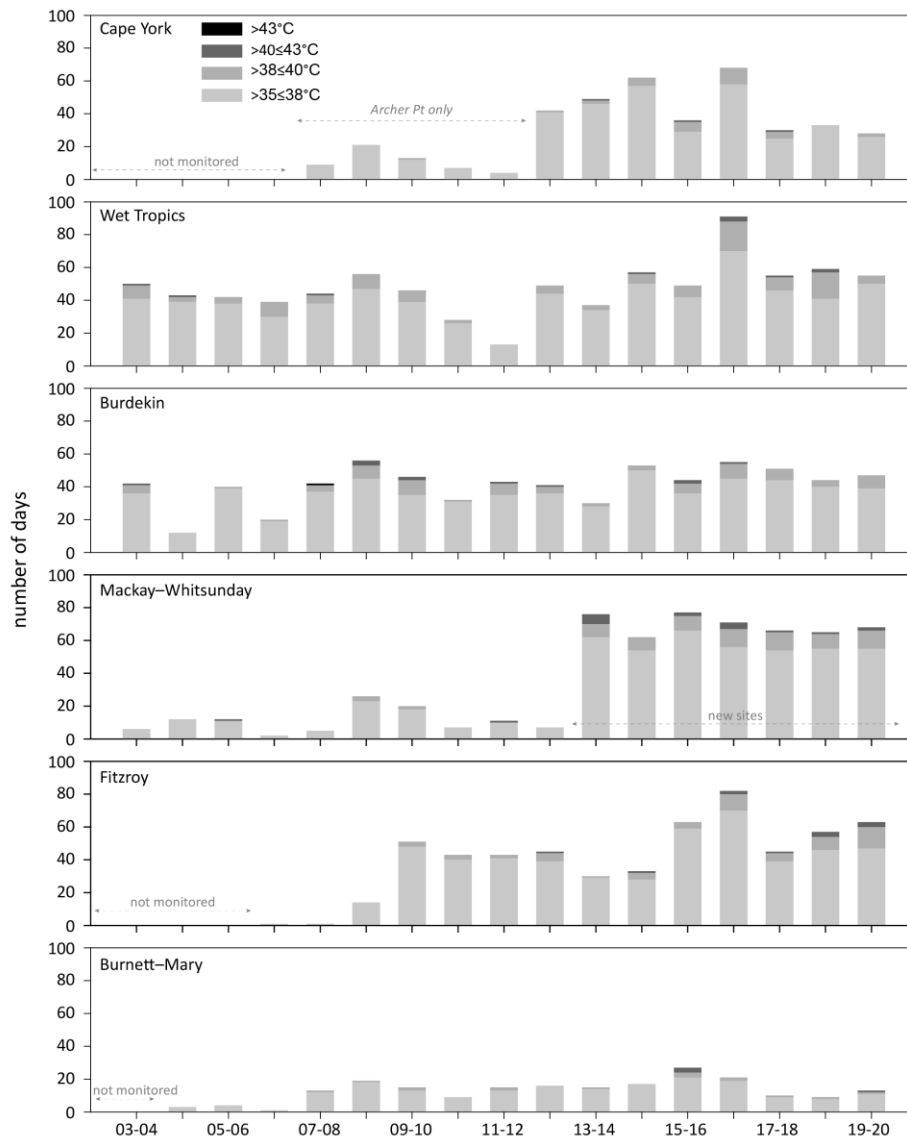 number of days
100
80
60
40
20
0
Cape York
>43°C
>40≤43°C
>38≤40°C
>35≤38°C
Archer Pt only
not monitored
100
80
60
40
20
0
Wet Tropics
100
80
60
40
20
0
Burdekin
100
80
60
40
20
0
Mackay–Whitsunday
new sites
100
80
60
40
20
0
Fitzroy
not monitored
100
80
60
40
20
0
Burnett–Mary
not monitored
03-04 05-06 07-08 09-10 11-12 13-14 15-16 17-18 19-20